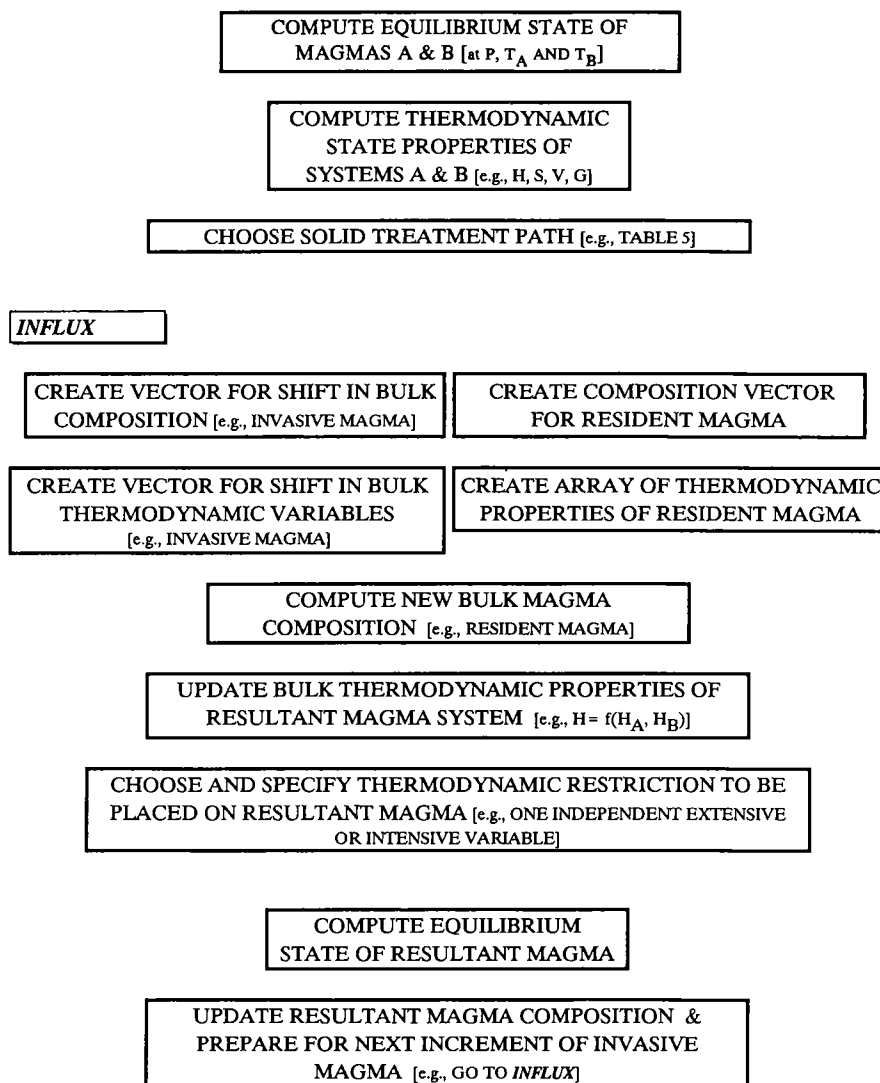 COMPUTE EQUILIBRIUM STATE OF
MAGMAS A & B [at P, TA AND TB]
COMPUTE THERMODYNAMIC
STATE PROPERTIES OF
SYSTEMS A & B [e.g., H, S, V, G]
CHOOSE SOLID TREATMENT PATH [e.g., TABLE 5]
INFLUX
CREATE VECTOR FOR SHIFT IN BULK
COMPOSITION [e.g., INVASIVE MAGMA]
CREATE COMPOSITION VECTOR
FOR RESIDENT MAGMA
CREATE VECTOR FOR SHIFT IN BULK
THERMODYNAMIC VARIABLES
[e.g., INVASIVE MAGMA]
CREATE ARRAY OF THERMODYNAMIC
PROPERTIES OF RESIDENT MAGMA
COMPUTE NEW BULK MAGMA
COMPOSITION [e.g., RESIDENT MAGMA]
UPDATE BULK THERMODYNAMIC PROPERTIES OF
RESULTANT MAGMA SYSTEM [e.g., H= f(HA, HB)]
CHOOSE AND SPECIFY THERMODYNAMIC RESTRICTION TO BE
PLACED ON RESULTANT MAGMA [e.g., ONE INDEPENDENT EXTENSIVE
OR INTENSIVE VARIABLE]
COMPUTE EQUILIBRIUM
STATE OF RESULTANT MAGMA
UPDATE RESULTANT MAGMA COMPOSITION &
PREPARE FOR NEXT INCREMENT OF INVASIVE
MAGMA [e.g., GO TO INFLUX]